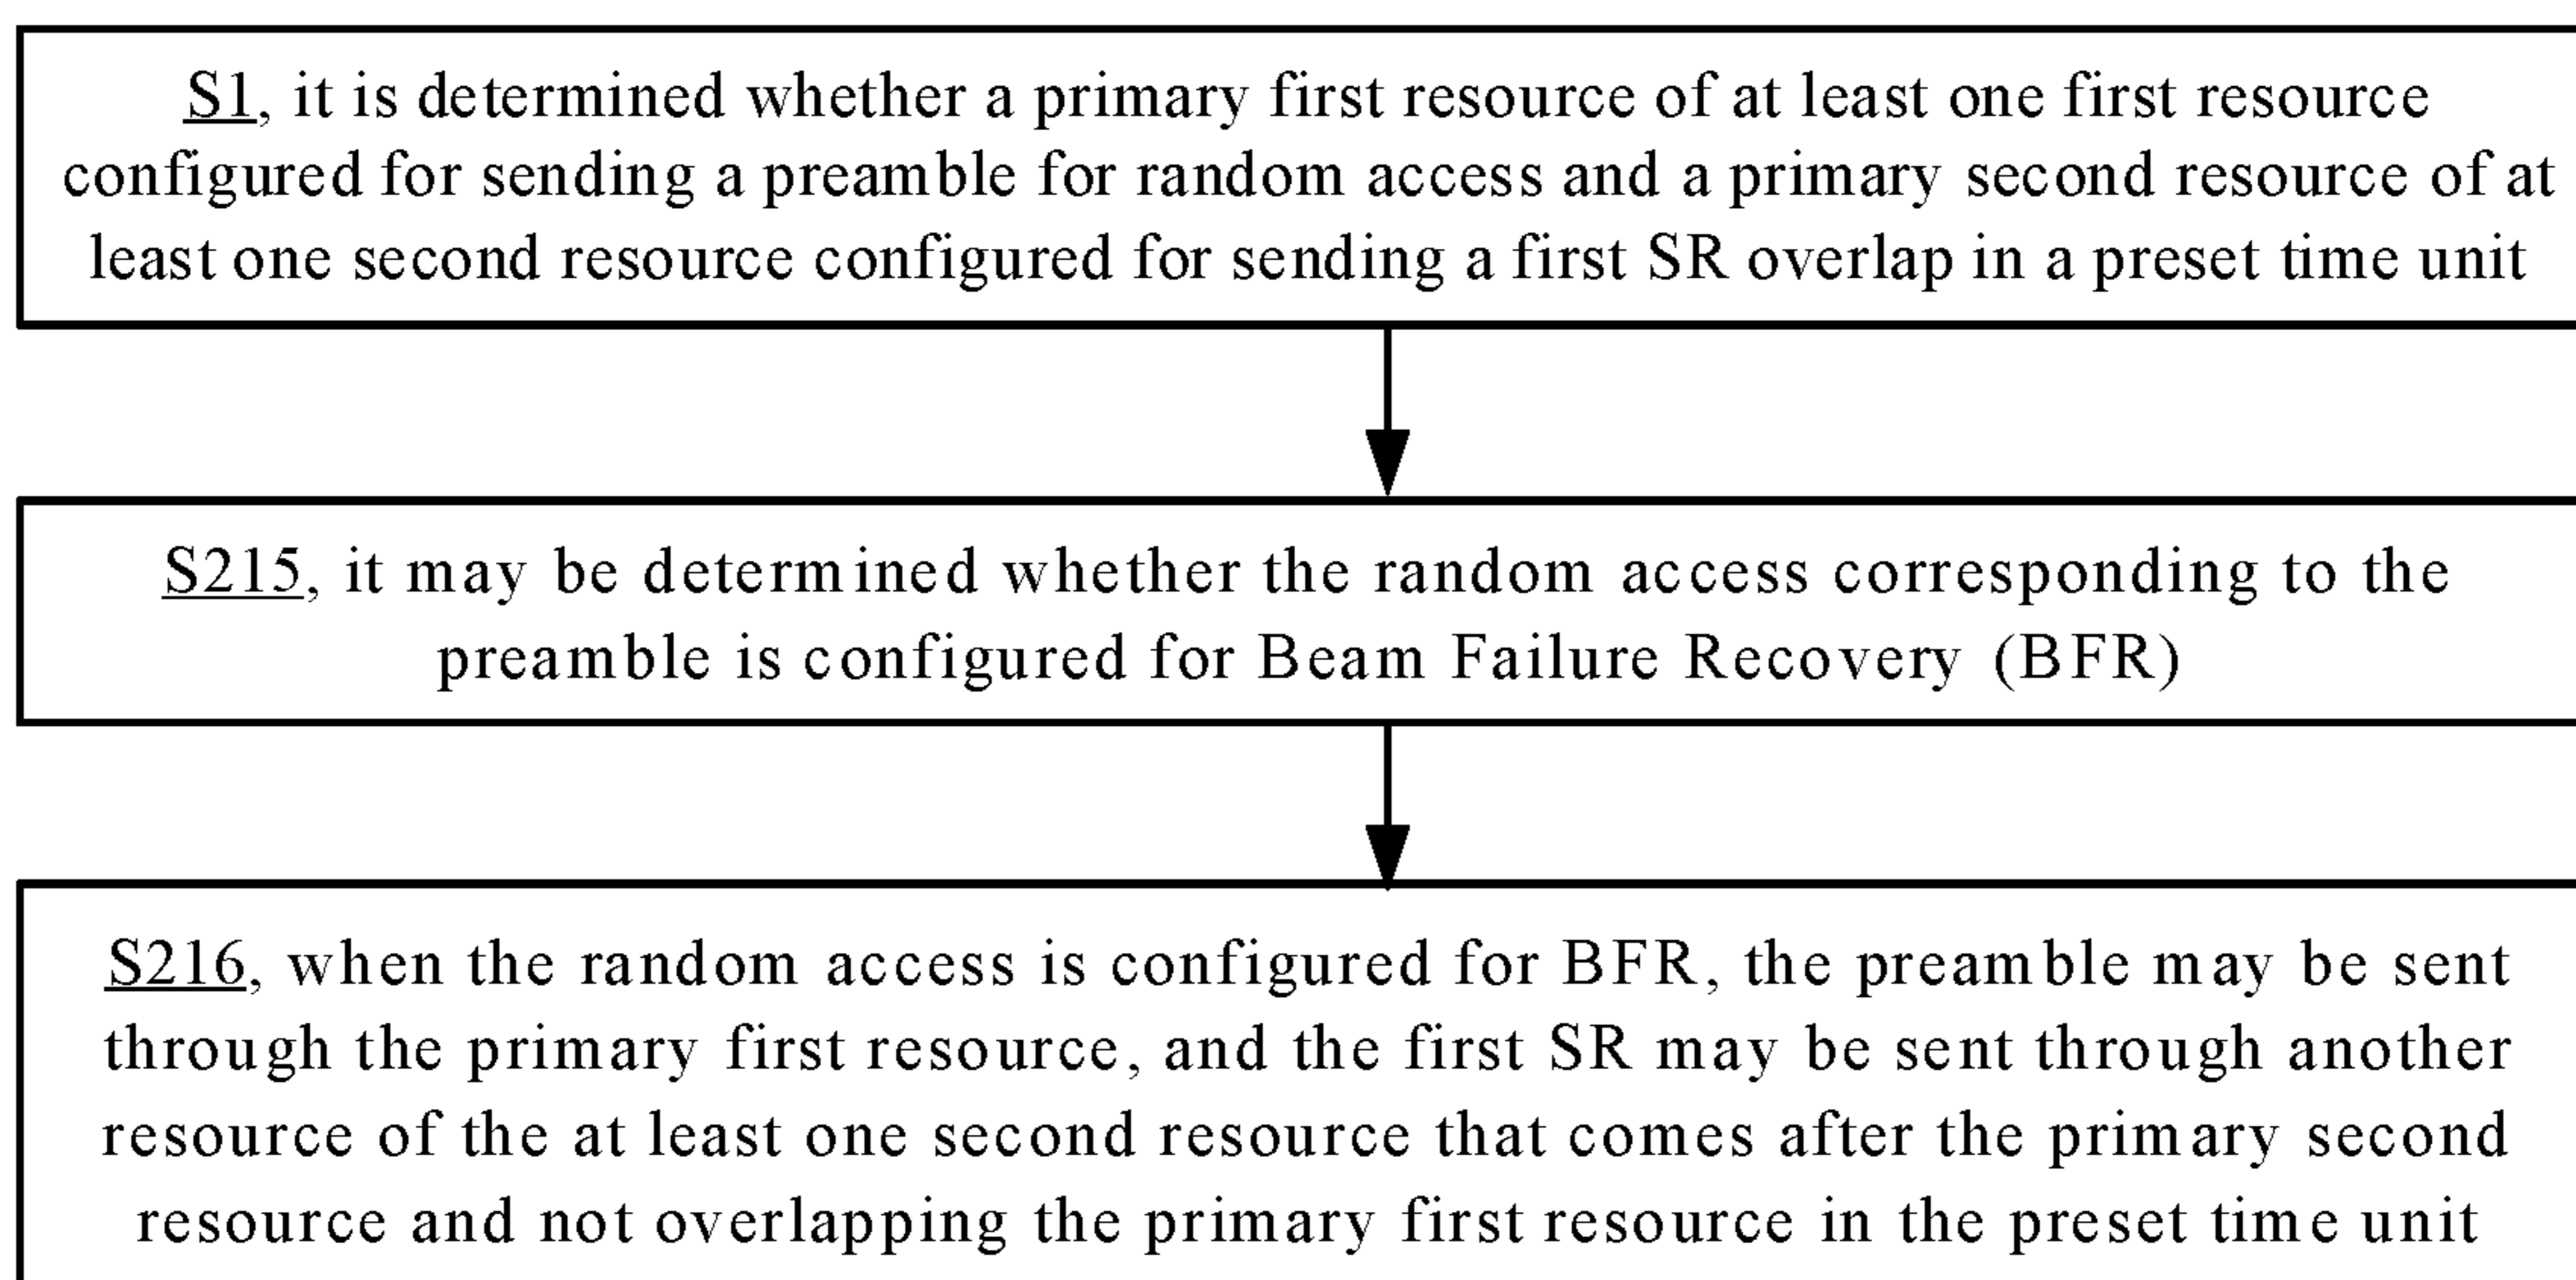 S1, it is determined whether a primary first resource of at least one first resource
configured for sending a preamble for random access and a primary second resource of at
least one second resource configured for sending a first SR overlap in a preset time unit
S215, it may be determined whether the random access corresponding to the
preamble is configured for Beam Failure Recovery (BFR)
S216, when the random access is configured for BFR, the preamble may be sent
through the primary first resource, and the first SR may be sent through another
resource of the at least one second resource that comes after the primary second
resource and not overlapping the primary first resource in the preset time unit